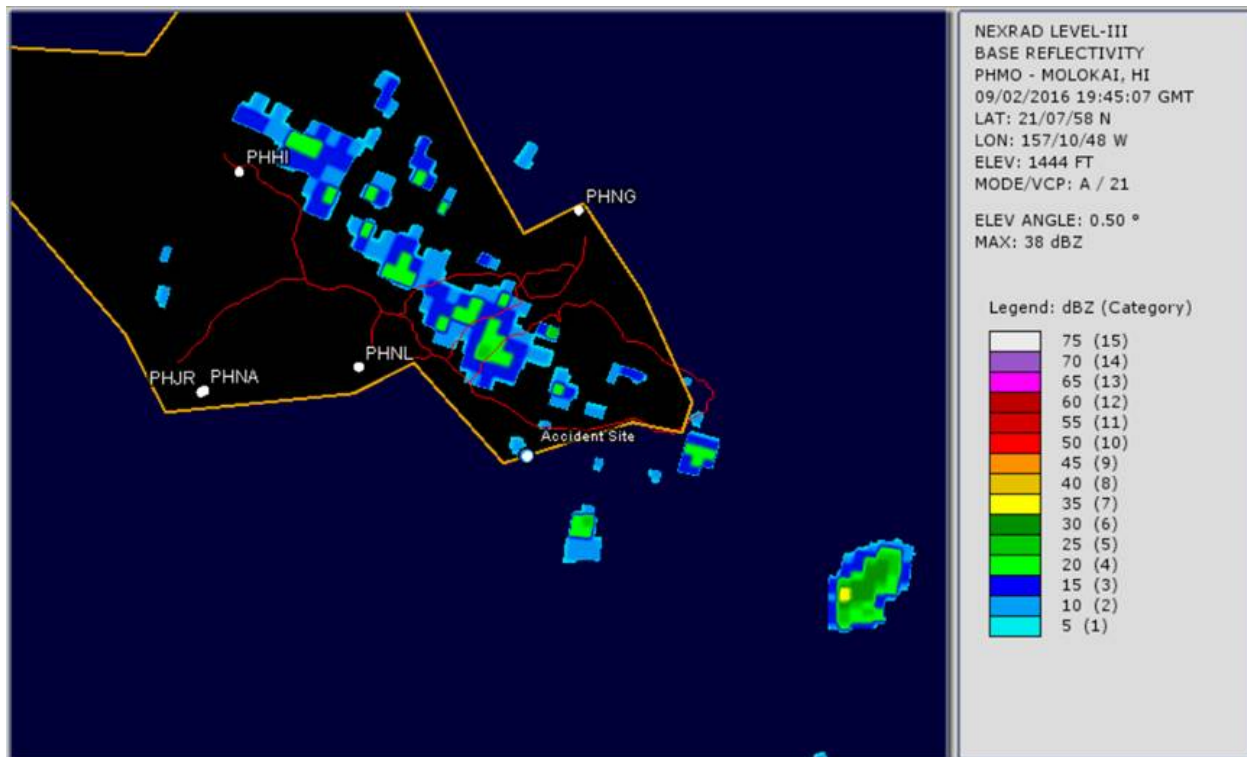 NEXRAD LEVEL-III
BASE REFLECTIVITY
PHMO - MOLOKAI, HI
09/02/2016 19:45:07 GMT
LAT: 21/07/58 N
LON: 157/10/48 W
ELEV: 1444 FT
MODE/VCP: A / 21
ELEV ANGLE: 0.50 °
MAX: 38 dBZ
Legend: dBZ (Category)
75 (15)
70 (14)
65 (13)
60 (12)
55 (11)
50 (10)
45 (9)
40 (8)
35 (7)
30 (6)
25 (5)
20 (4)
15 (3)
10 (2)
5 (1)
PHHI
PHNG
PHNL
PHJR PHNA
Accident Site